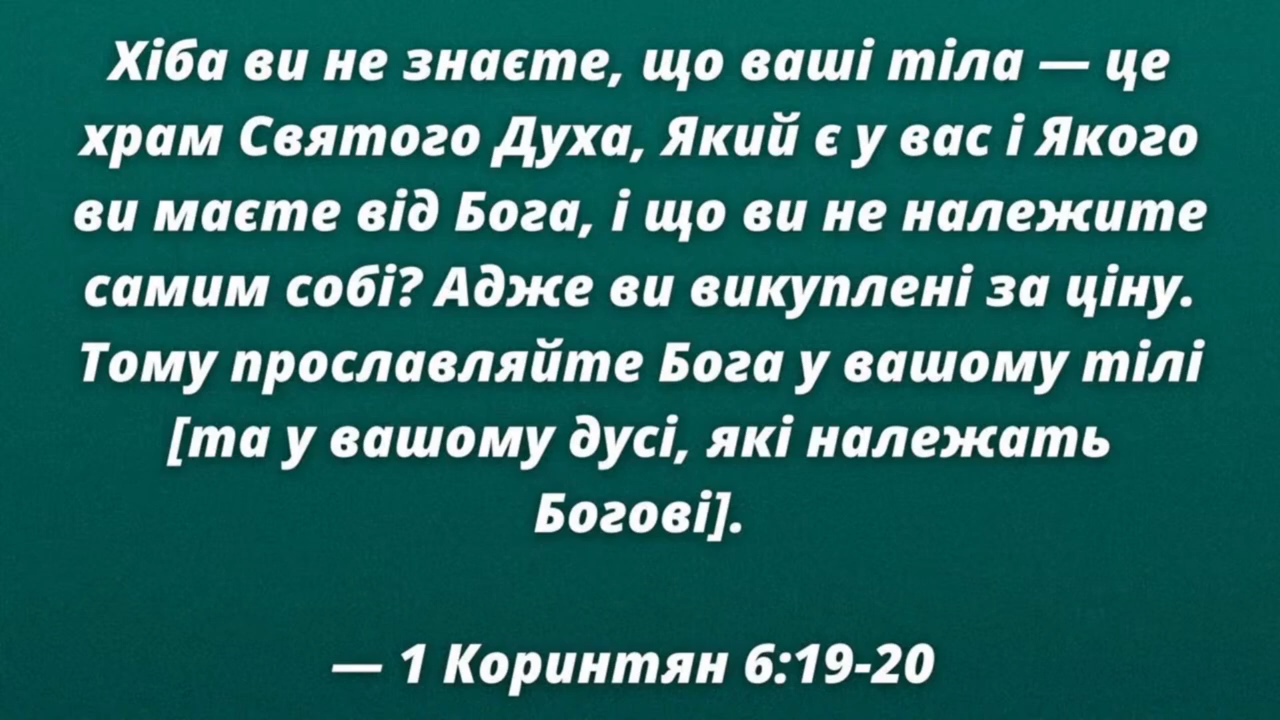 Хіба ви не знаєте, що ваші тіла — це
храм Святого Духа, Який є у вас і Якого
ви маєте від Бога, і що ви не належите
самим собі? Адже ви викуплені за ціну.
Тому прославляйте Бога у вашому тілі
[та у вашому дусі, які належать
Богові].
— 1 Коринтян 6:19-20